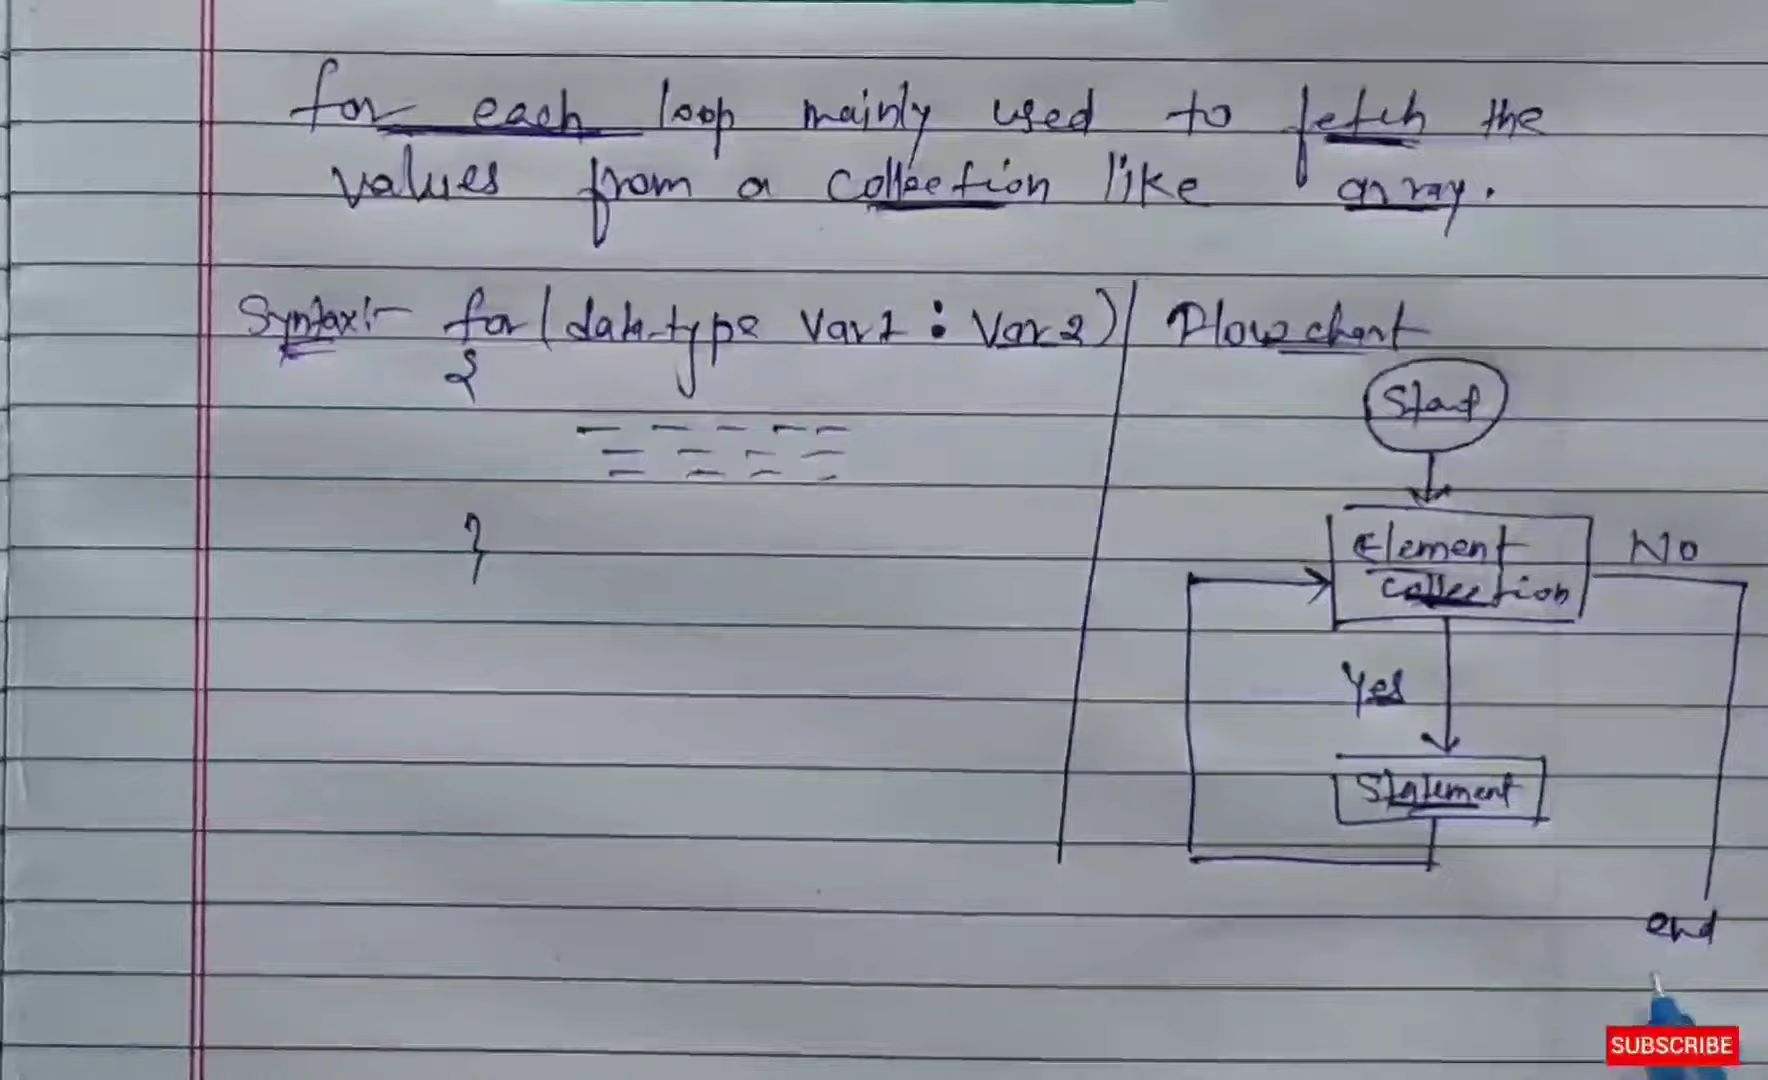 for each loop mainly used to fetch the
values from a collection like array.
Syntax:- for (data-type Var1 : Var2)
{
}
Flowchart
Start
Element
collection
No
Yes
Statement
end
SUBSCRIBE